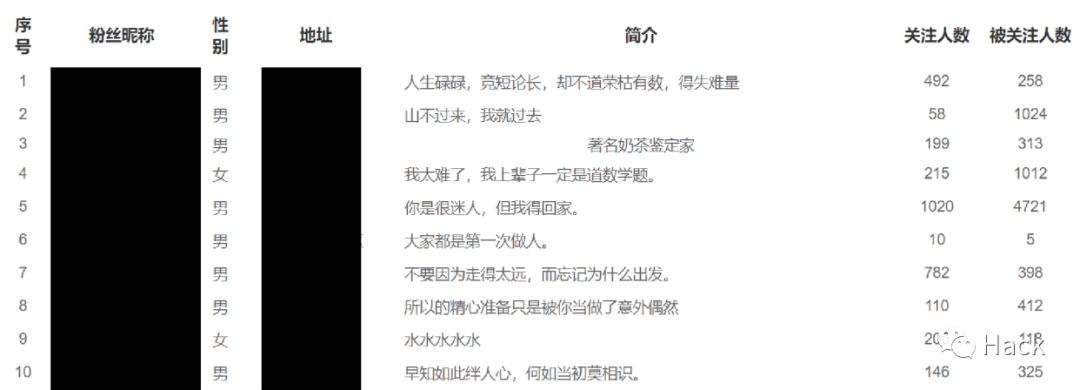 序号 粉丝昵称 性别 地址 简介 关注人数 被关注人数
1 男 人生碌碌，竞短论长，却不道荣枯有数，得失难量 492 258
2 男 山不过来，我就过去 58 1024
3 男 著名奶茶鉴定家 199 313
4 女 我太难了，我上辈子一定是道数学题。 215 1012
5 男 你是很迷人，但我得回家。 1020 4721
6 男 大家都是第一次做人。 10 5
7 男 不要因为走得太远，而忘记为什么出发。 782 398
8 男 所以的精心准备只是被你当做了意外偶然 110 412
9 女 水水水水水 118
10 男 早知如此绊人心，何如当初莫相识。 146 325
Hack